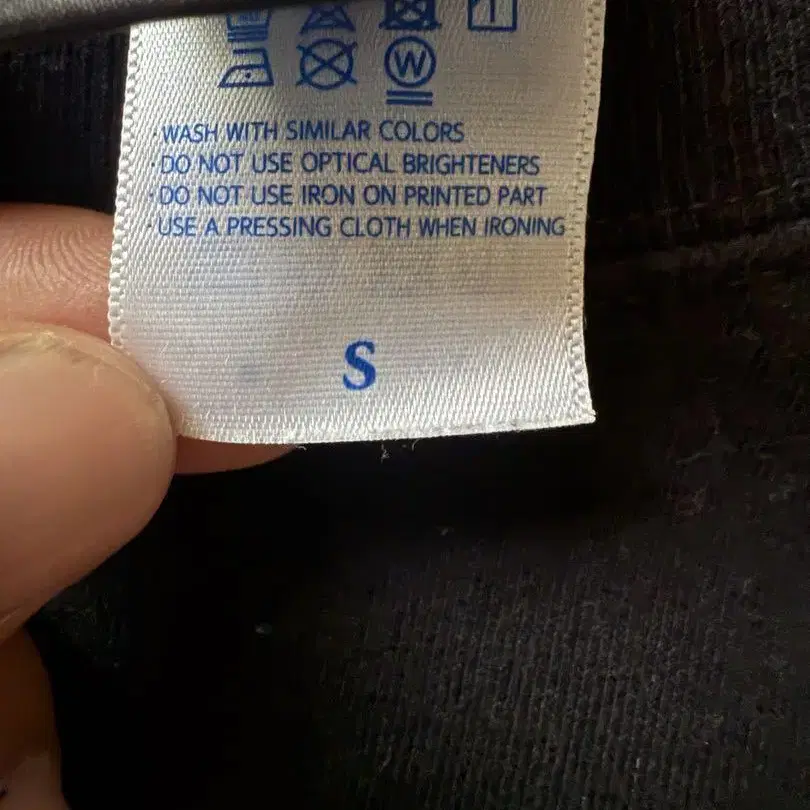 W
·WASH WITH SIMILAR COLORS
·DO NOT USE OPTICAL BRIGHTENERS
·DO NOT USE IRON ON PRINTED PART
·USE A PRESSING CLOTH WHEN IRONING
S